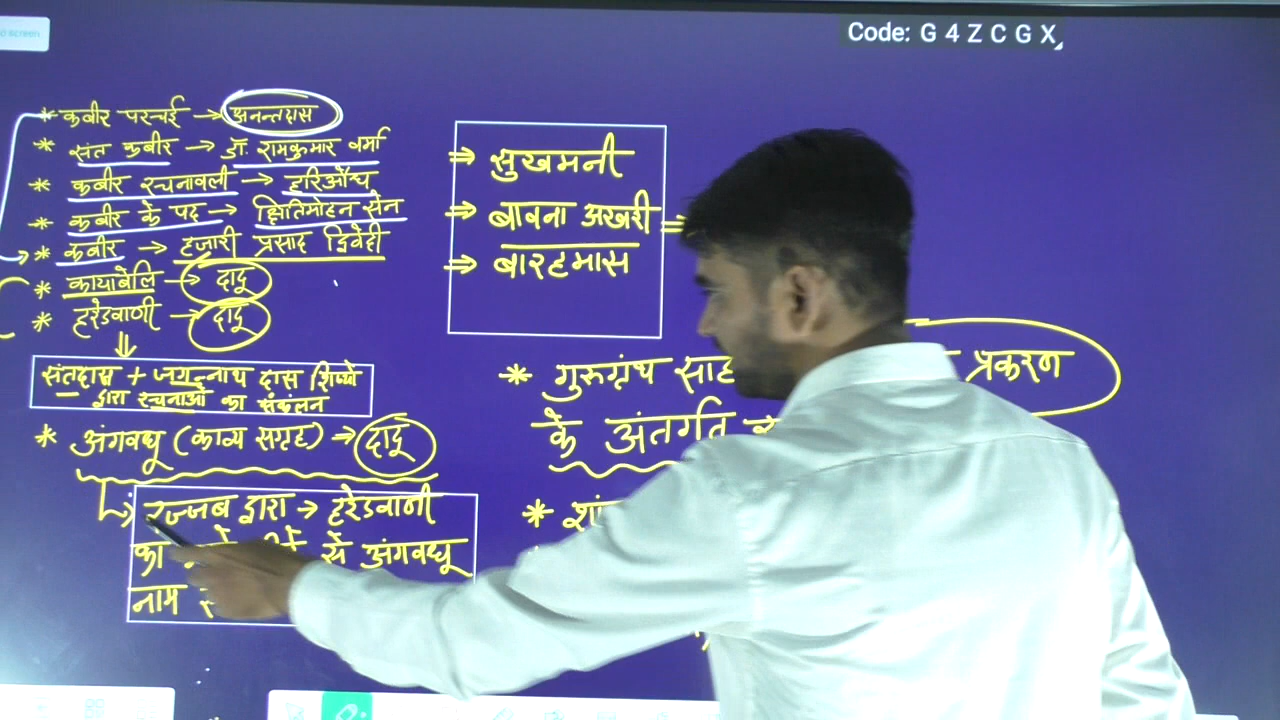 Code: G 4 Z C G X
* कबीर परचई → अनन्तदास
* संत कबीर → डॉ. रामकुमार वर्मा
* कबीर रचनावली → हरिऔध
* कबीर के पद → क्षितिमोहन सेन
* कबीर → हजारी प्रसाद द्विवेदी
* कायाबेलि → दादू
* हरडेवाणी → दादू
संतदास + जगन्नाथ दास शिष्यो
द्वारा रचनाओं का संकलन
* अंगवधू (काव्य सग्रह) → दादू
रज्जब द्वारा → हरडेवानी
का से अंगवधू
नाम
⇒ सुखमनी
⇒ बावना अखरी ⇒
⇒ बारहमास
* गुरुग्रंथ प्रकरण
के अंतर्गत
*